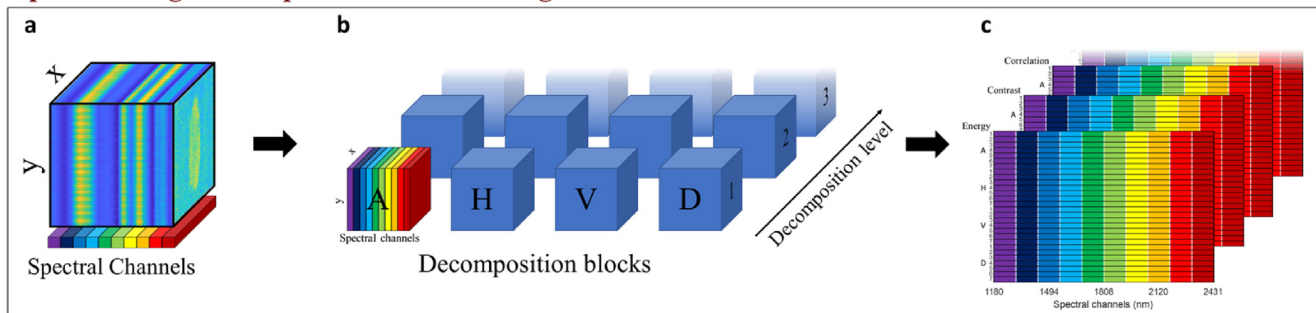 a
x
y
Spectral Channels
b
x
y
A
H
V
D
1
2
3
Spectral channels
Decomposition blocks
Decomposition level
c
Correlation
A
Contrast
A
Energy
A
H
V
D
1180 1494 1808 2120 2431
Spectral channels (nm)